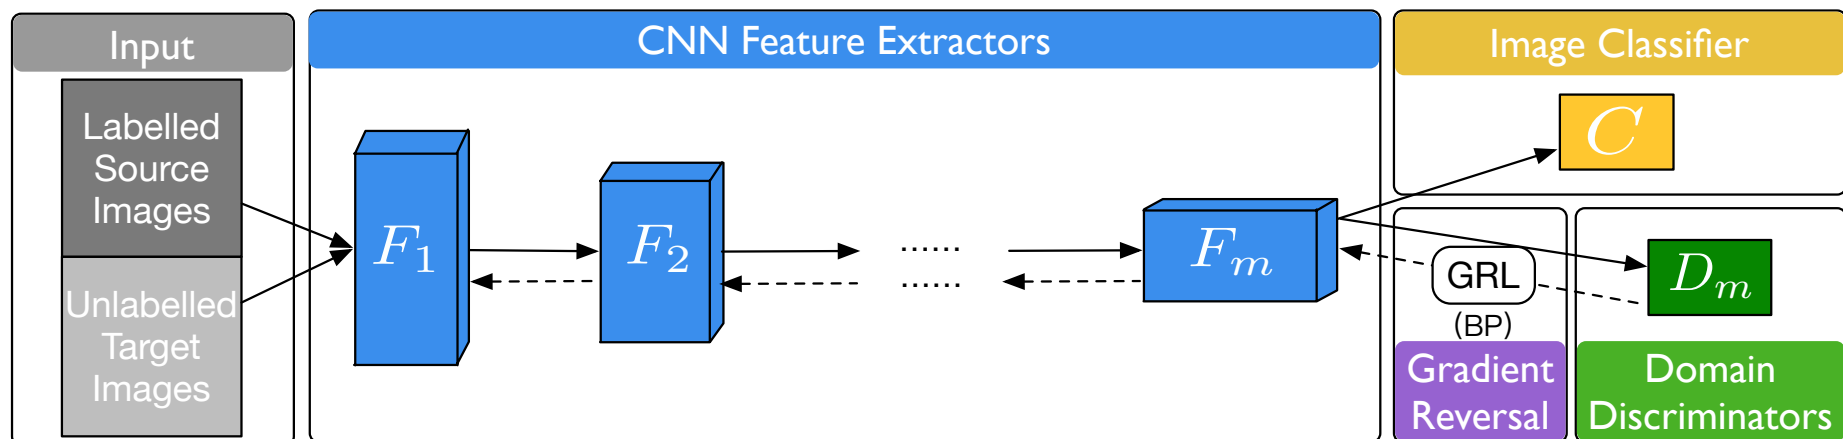 Input
Labelled
Source
Images
Unlabelled
Target
Images
CNN Feature Extractors
F1
F2
......
......
Fm
Image Classifier
C
GRL
(BP)
Gradient
Reversal
Dm
Domain
Discriminators